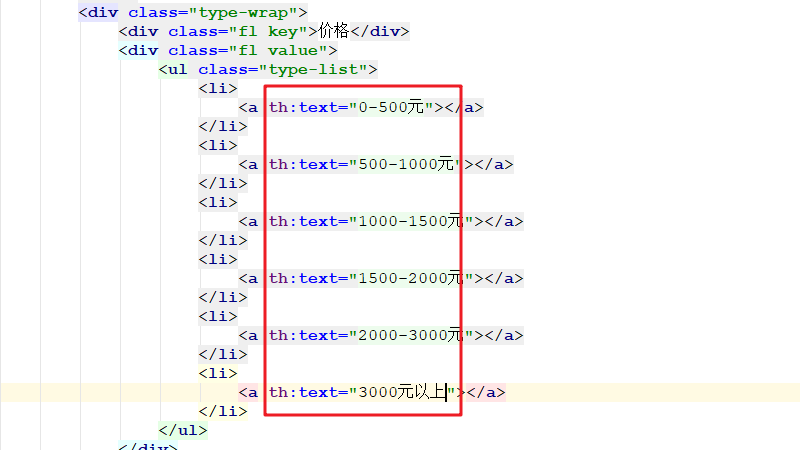 <div class="type-wrap">
<div class="fl key">价格</div>
<div class="fl value">
<ul class="type-list">
<li>
<a th:text="0-500元"></a>
</li>
<li>
<a th:text="500-1000元"></a>
</li>
<li>
<a th:text="1000-1500元"></a>
</li>
<li>
<a th:text="1500-2000元"></a>
</li>
<li>
<a th:text="2000-3000元"></a>
</li>
<li>
<a th:text="3000元以上"></a>
</li>
</ul>
</div>